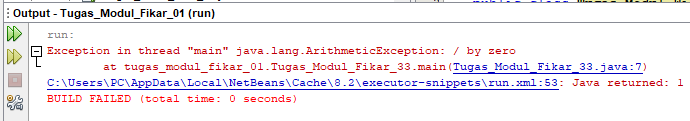 Output - Tugas_Modul_Fikar_01 (run)
run:
Exception in thread "main" java.lang.ArithmeticException: / by zero
at tugas_modul_fikar_01.Tugas_Modul_Fikar_33.main(Tugas_Modul_Fikar_33.java:7)
C:\Users\PC\AppData\Local\NetBeans\Cache\8.2\executor-snippets\run.xml:53: Java returned: 1
BUILD FAILED (total time: 0 seconds)